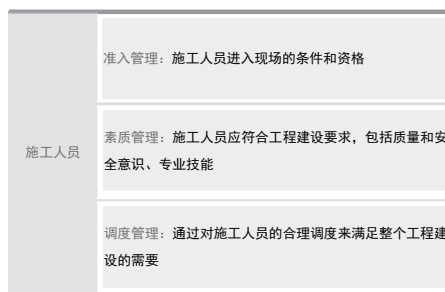 施工人员
准入管理：施工人员进入现场的条件和资格
素质管理：施工人员应符合工程建设要求，包括质量和安
全意识、专业技能
调度管理：通过对施工人员的合理调度来满足整个工程建
设的需要